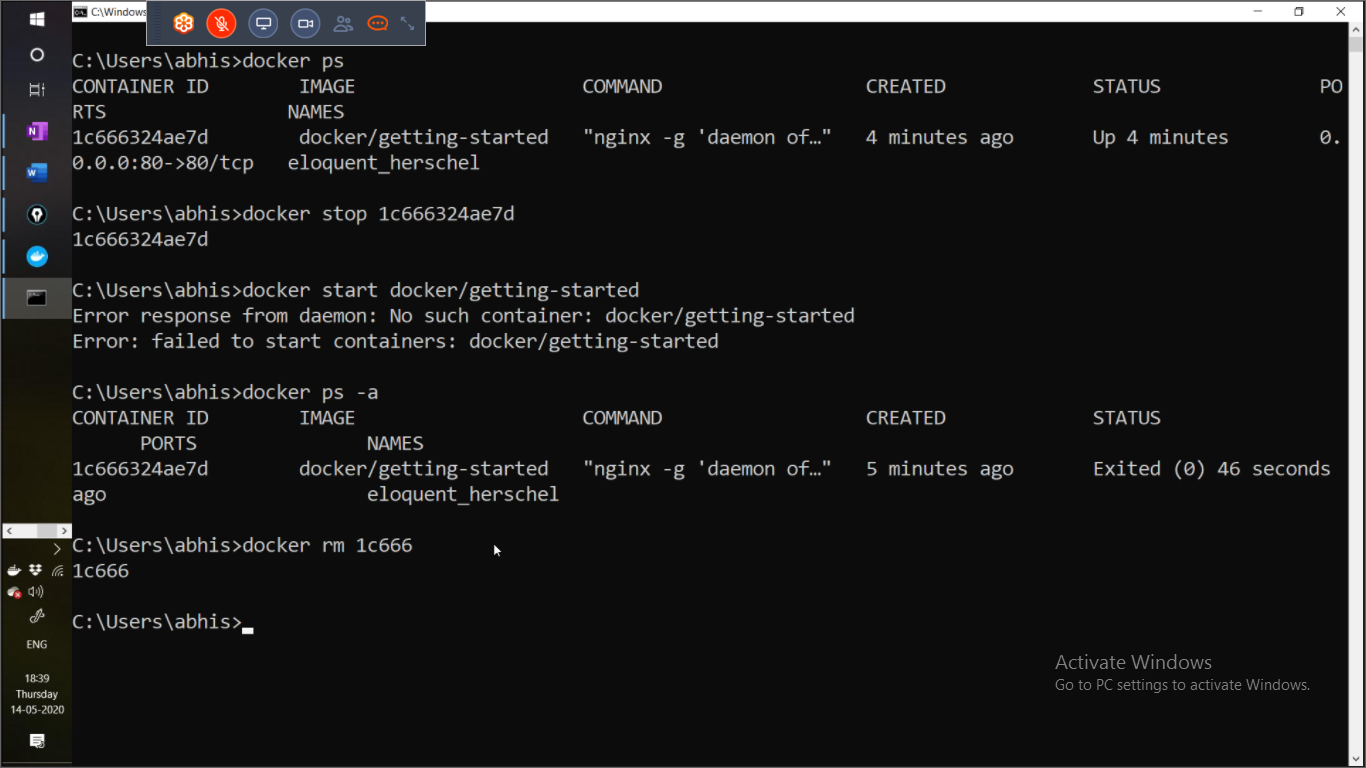 C:\Windows
C:\Users\abhis>docker ps
CONTAINER ID        IMAGE                    COMMAND                  CREATED             STATUS              PO
RTS                NAMES
1c666324ae7d        docker/getting-started   "nginx -g 'daemon of…"   4 minutes ago       Up 4 minutes        0.
0.0.0:80->80/tcp   eloquent_herschel
C:\Users\abhis>docker stop 1c666324ae7d
1c666324ae7d
C:\Users\abhis>docker start docker/getting-started
Error response from daemon: No such container: docker/getting-started
Error: failed to start containers: docker/getting-started
C:\Users\abhis>docker ps -a
CONTAINER ID        IMAGE                    COMMAND                  CREATED             STATUS
      PORTS               NAMES
1c666324ae7d        docker/getting-started   "nginx -g 'daemon of…"   5 minutes ago       Exited (0) 46 seconds
ago                       eloquent_herschel
C:\Users\abhis>docker rm 1c666
1c666
C:\Users\abhis>
ENG
18:39
Thursday
14-05-2020
Activate Windows
Go to PC settings to activate Windows.